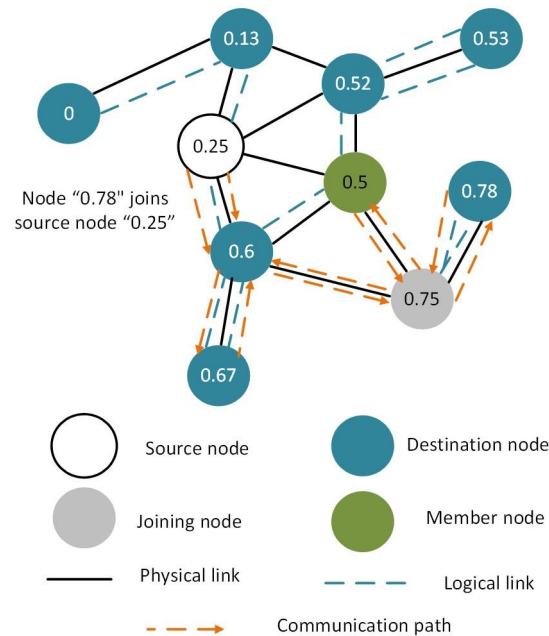 0.13
0.53
0.52
0
0.25
0.5
0.78
Node “0.78" joins
source node “0.25”
0.6
0.75
0.67
Source node
Destination node
Joining node
Member node
Physical link
Logical link
Communication path